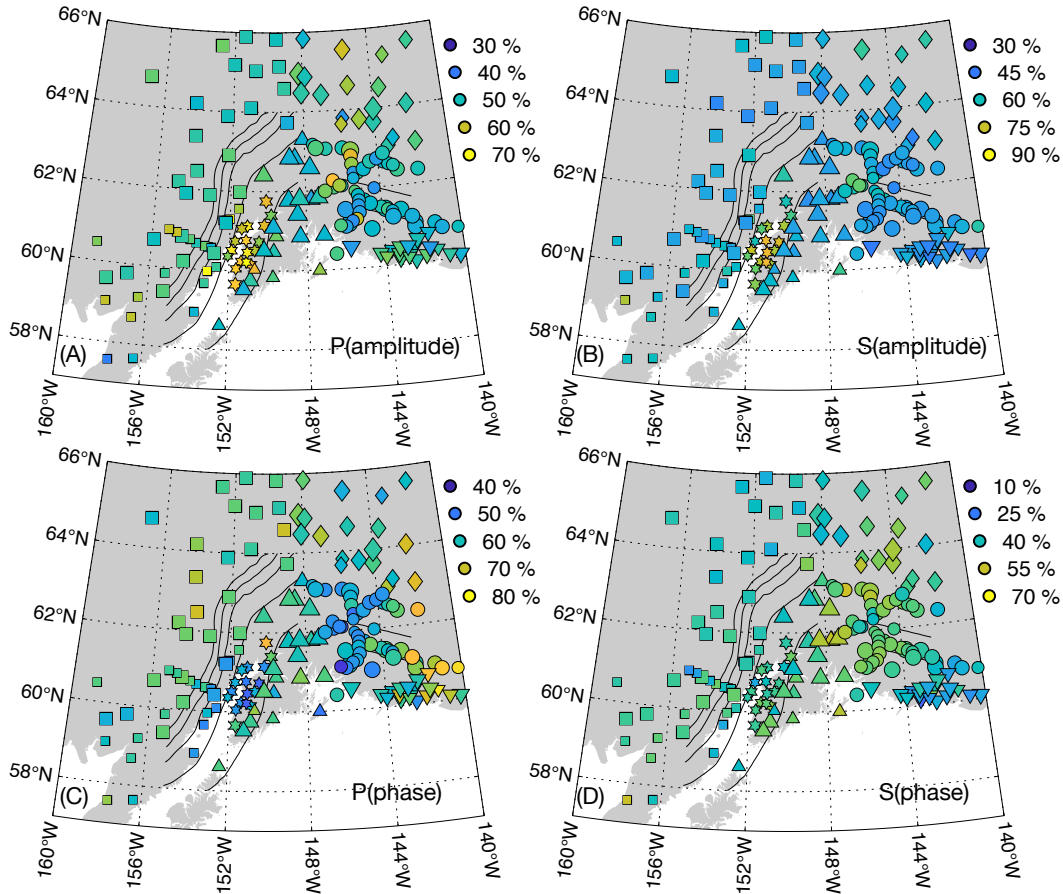 66°N
64°N
62°N
60°N
58°N
160°W
156°W
152°W
148°W
144°W
140°W
30 %
40 %
50 %
60 %
70 %
(A)
P(amplitude)
66°N
64°N
62°N
60°N
58°N
160°W
156°W
152°W
148°W
144°W
140°W
30 %
45 %
60 %
75 %
90 %
(B)
S(amplitude)
66°N
64°N
62°N
60°N
58°N
160°W
156°W
152°W
148°W
144°W
140°W
40 %
50 %
60 %
70 %
80 %
(C)
P(phase)
66°N
64°N
62°N
60°N
58°N
160°W
156°W
152°W
148°W
144°W
140°W
10 %
25 %
40 %
55 %
70 %
(D)
S(phase)